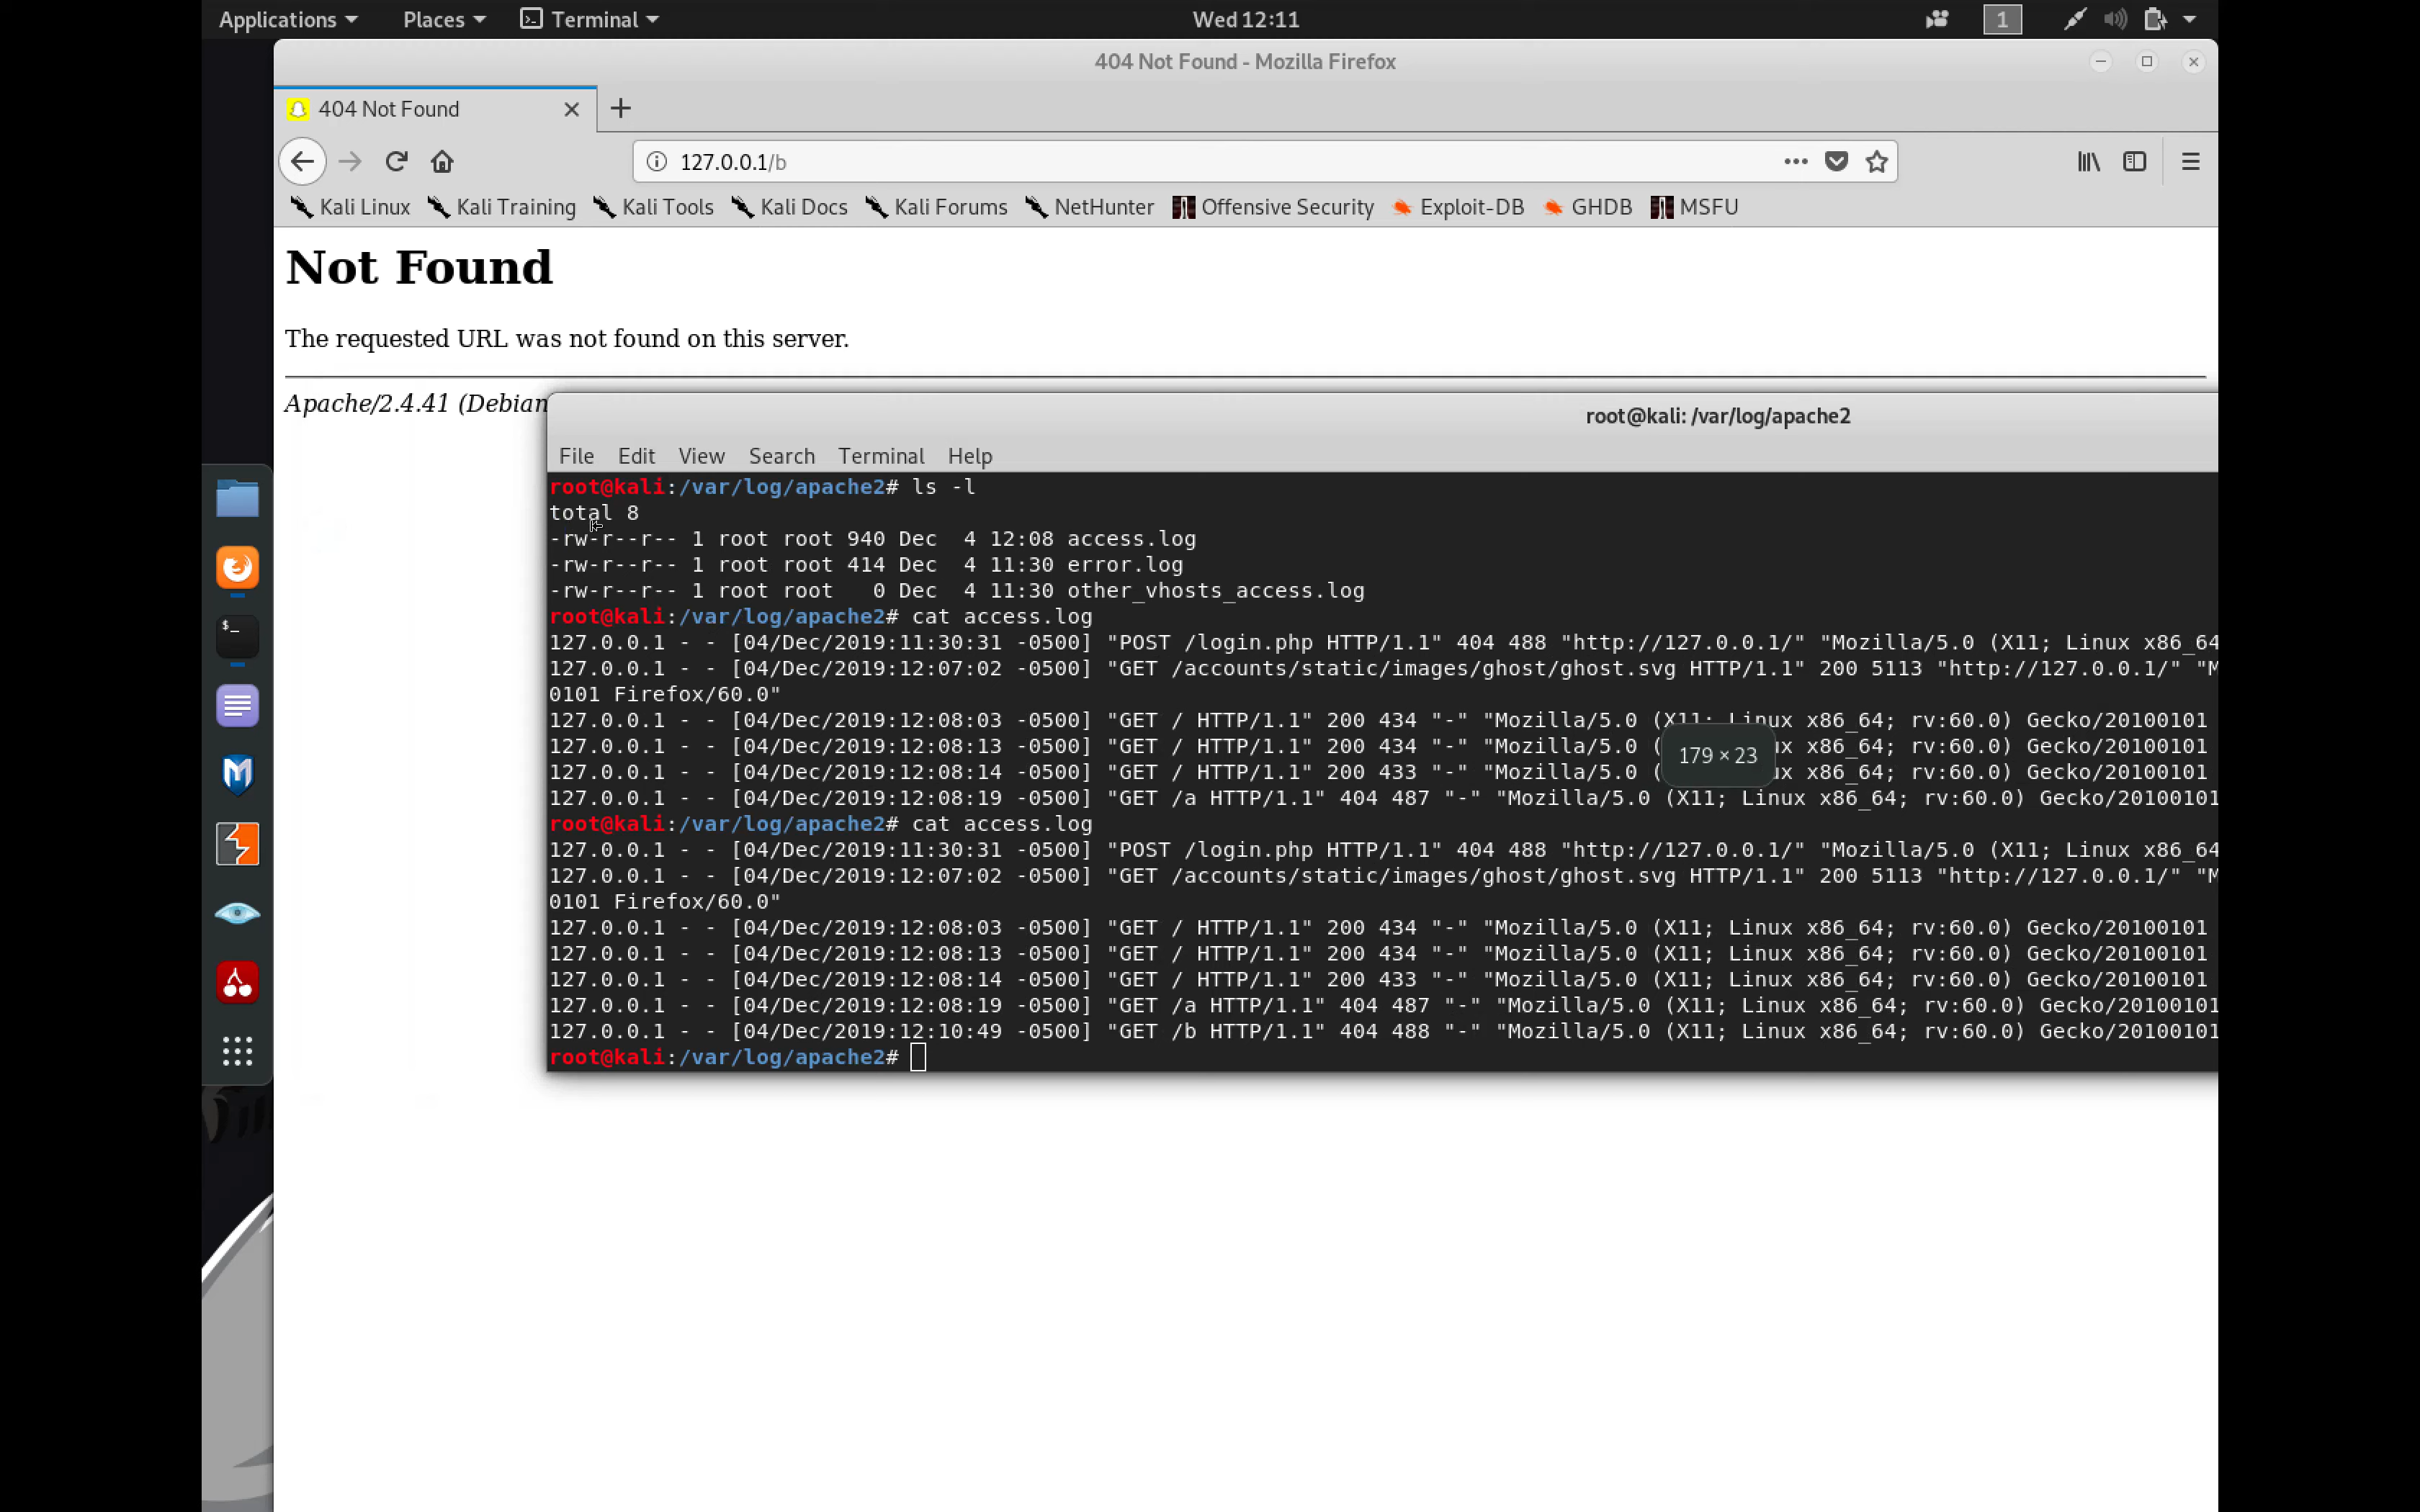 Applications Places Terminal Wed 12:11 1
404 Not Found - Mozilla Firefox
404 Not Found
127.0.0.1/b
Kali Linux Kali Training Kali Tools Kali Docs Kali Forums NetHunter Offensive Security Exploit-DB GHDB MSFU
Not Found
The requested URL was not found on this server.
Apache/2.4.41 (Debian
root@kali: /var/log/apache2
File Edit View Search Terminal Help
root@kali:/var/log/apache2# ls -l
total 8
-rw-r--r-- 1 root root 940 Dec  4 12:08 access.log
-rw-r--r-- 1 root root 414 Dec  4 11:30 error.log
-rw-r--r-- 1 root root   0 Dec  4 11:30 other_vhosts_access.log
root@kali:/var/log/apache2# cat access.log
127.0.0.1 - - [04/Dec/2019:11:30:31 -0500] "POST /login.php HTTP/1.1" 404 488 "http://127.0.0.1/" "Mozilla/5.0 (X11; Linux x86_64
127.0.0.1 - - [04/Dec/2019:12:07:02 -0500] "GET /accounts/static/images/ghost/ghost.svg HTTP/1.1" 200 5113 "http://127.0.0.1/" "M
0101 Firefox/60.0"
127.0.0.1 - - [04/Dec/2019:12:08:03 -0500] "GET / HTTP/1.1" 200 434 "-" "Mozilla/5.0 (X11; Linux x86_64; rv:60.0) Gecko/20100101
127.0.0.1 - - [04/Dec/2019:12:08:13 -0500] "GET / HTTP/1.1" 200 434 "-" "Mozilla/5.0 ( ux x86_64; rv:60.0) Gecko/20100101
179 × 23
127.0.0.1 - - [04/Dec/2019:12:08:14 -0500] "GET / HTTP/1.1" 200 433 "-" "Mozilla/5.0 ( ux x86_64; rv:60.0) Gecko/20100101
127.0.0.1 - - [04/Dec/2019:12:08:19 -0500] "GET /a HTTP/1.1" 404 487 "-" "Mozilla/5.0 (X11; Linux x86_64; rv:60.0) Gecko/20100101
root@kali:/var/log/apache2# cat access.log
127.0.0.1 - - [04/Dec/2019:11:30:31 -0500] "POST /login.php HTTP/1.1" 404 488 "http://127.0.0.1/" "Mozilla/5.0 (X11; Linux x86_64
127.0.0.1 - - [04/Dec/2019:12:07:02 -0500] "GET /accounts/static/images/ghost/ghost.svg HTTP/1.1" 200 5113 "http://127.0.0.1/" "M
0101 Firefox/60.0"
127.0.0.1 - - [04/Dec/2019:12:08:03 -0500] "GET / HTTP/1.1" 200 434 "-" "Mozilla/5.0 (X11; Linux x86_64; rv:60.0) Gecko/20100101
127.0.0.1 - - [04/Dec/2019:12:08:13 -0500] "GET / HTTP/1.1" 200 434 "-" "Mozilla/5.0 (X11; Linux x86_64; rv:60.0) Gecko/20100101
127.0.0.1 - - [04/Dec/2019:12:08:14 -0500] "GET / HTTP/1.1" 200 433 "-" "Mozilla/5.0 (X11; Linux x86_64; rv:60.0) Gecko/20100101
127.0.0.1 - - [04/Dec/2019:12:08:19 -0500] "GET /a HTTP/1.1" 404 487 "-" "Mozilla/5.0 (X11; Linux x86_64; rv:60.0) Gecko/20100101
127.0.0.1 - - [04/Dec/2019:12:10:49 -0500] "GET /b HTTP/1.1" 404 488 "-" "Mozilla/5.0 (X11; Linux x86_64; rv:60.0) Gecko/20100101
root@kali:/var/log/apache2#